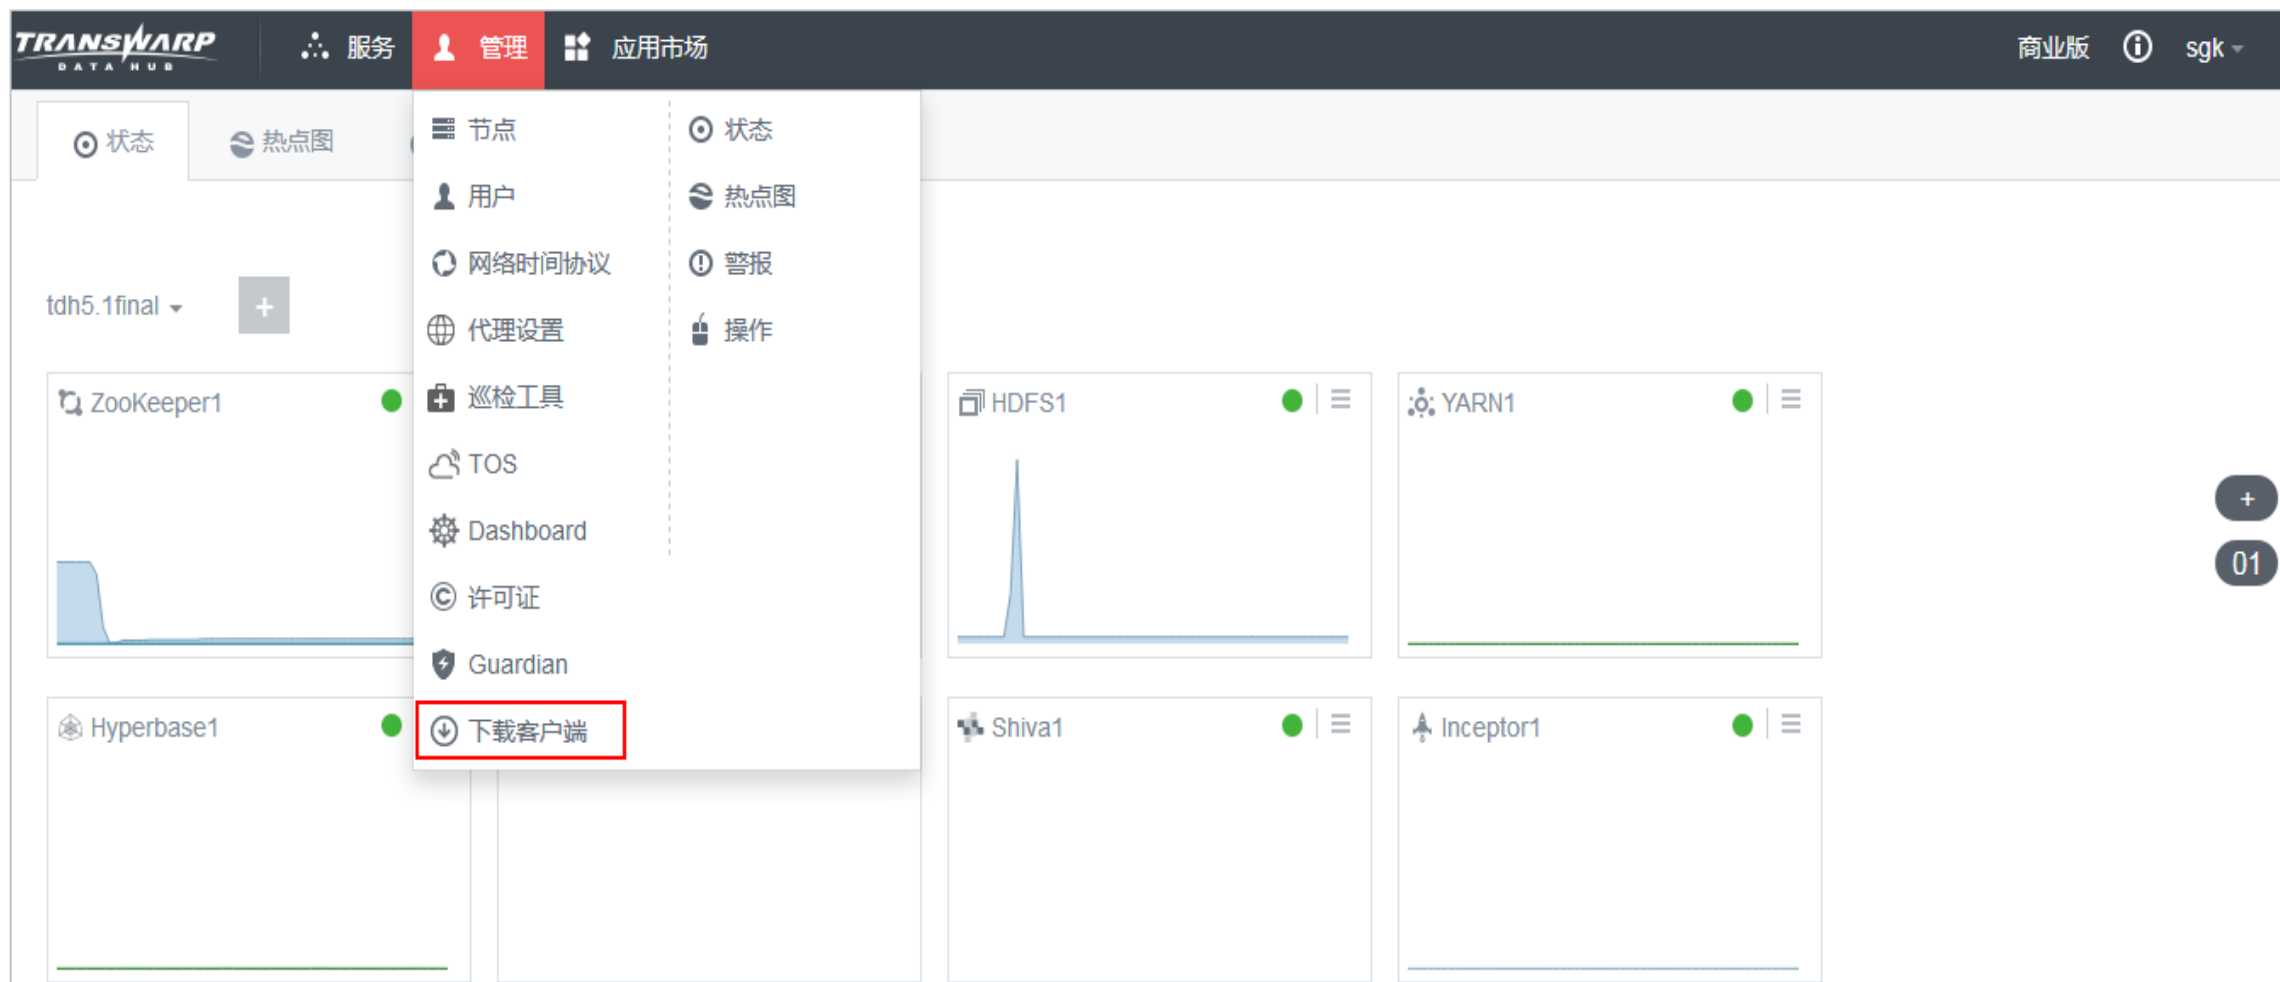 TRANSWARP
DATA HUB
服务
管理
应用市场
商业版
sgk
状态
热点图
节点
状态
用户
热点图
网络时间协议
警报
代理设置
操作
巡检工具
TOS
Dashboard
许可证
Guardian
下载客户端
tdh5.1final
+
ZooKeeper1
HDFS1
YARN1
+
01
Hyperbase1
Shiva1
Inceptor1